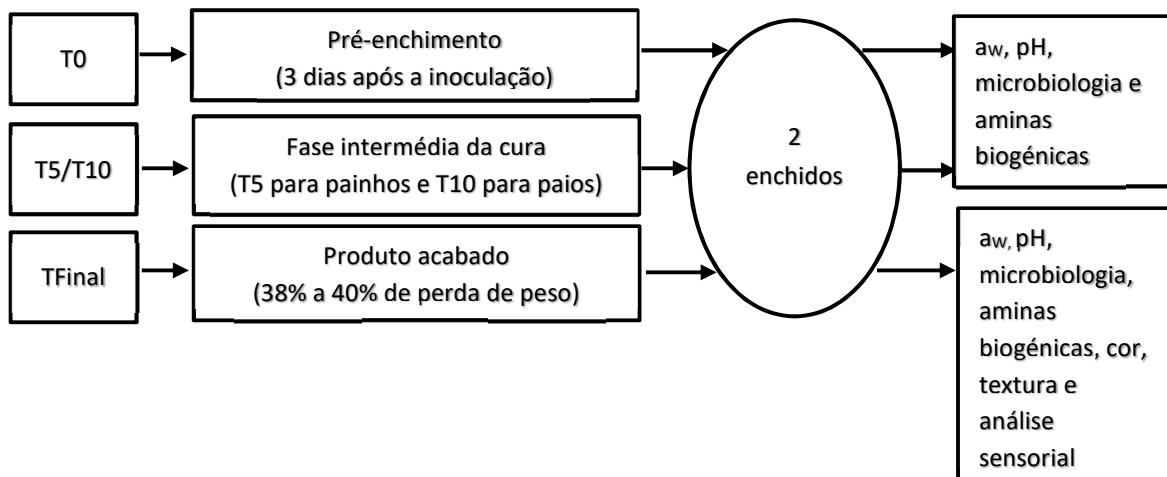 T0
Pré-enchimento
(3 dias após a inoculação)
T5/T10
Fase intermédia da cura
(T5 para painhos e T10 para paios)
TFinal
Produto acabado
(38% a 40% de perda de peso)
2
enchidos
aw, pH,
microbiologia e
aminas
biogénicas
aw, pH,
microbiologia,
aminas
biogénicas, cor,
textura e
análise
sensorial